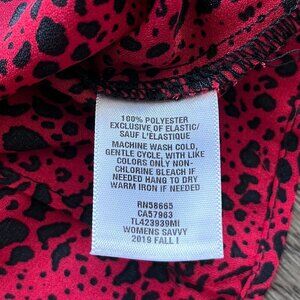 100% POLYESTER
EXCLUSIVE OF ELASTIC/
SAUF L'ÉLASTIQUE
MACHINE WASH COLD,
GENTLE CYCLE, WITH LIKE
COLORS ONLY NON-
CHLORINE BLEACH IF
NEEDED HANG TO DRY
WARM IRON IF NEEDED
RN58665
CA57963
TL423939MI
WOMENS SAVVY
2019 FALL I